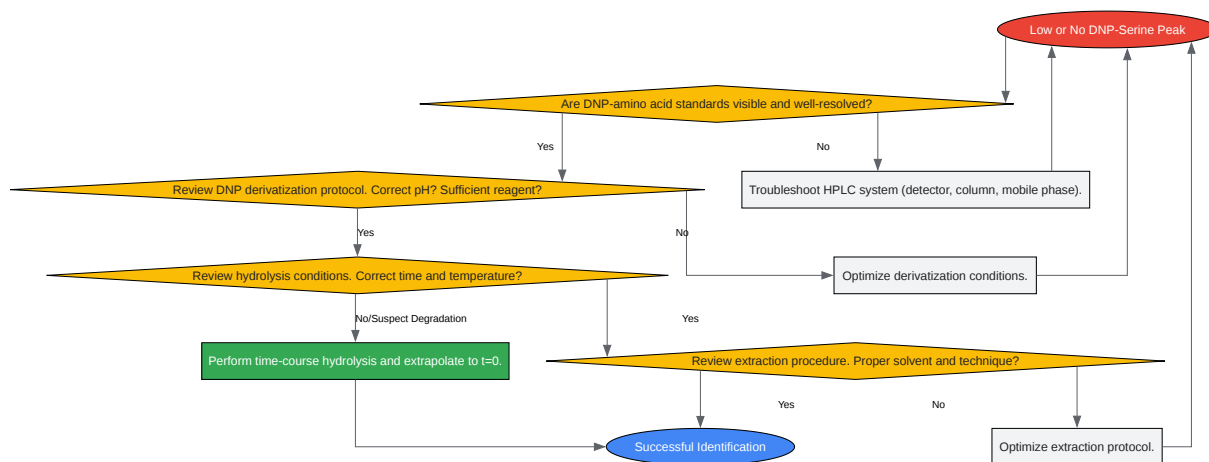 Low or No DNP-Serine Peak
Are DNP-amino acid standards visible and well-resolved?
Yes
No
Review DNP derivatization protocol. Correct pH? Sufficient reagent?
Troubleshoot HPLC system (detector, column, mobile phase).
Yes
No
Review hydrolysis conditions. Correct time and temperature?
Optimize derivatization conditions.
No/Suspect Degradation
Yes
Perform time-course hydrolysis and extrapolate to t=0.
Review extraction procedure. Proper solvent and technique?
Yes
No
Successful Identification
Optimize extraction protocol.